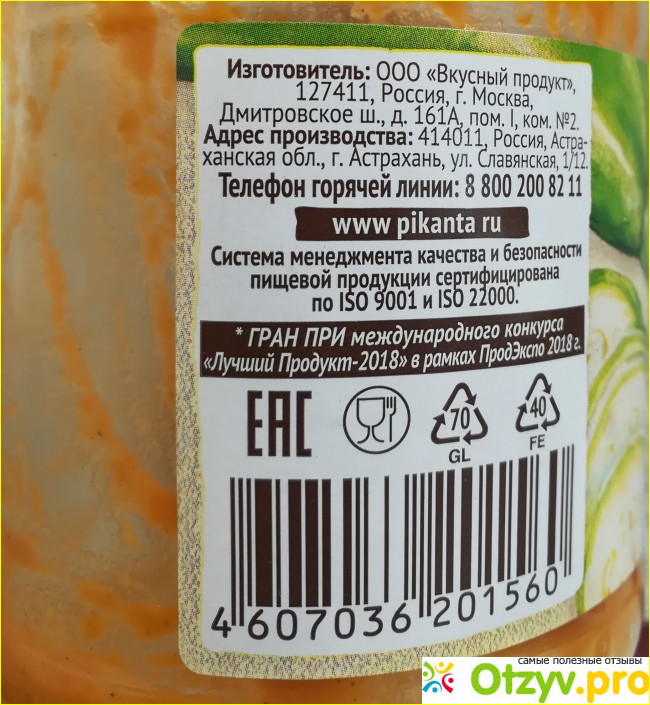 Изготовитель: ООО «Вкусный продукт»,
127411, Россия, г. Москва,
Дмитровское ш., д. 161А, пом. I, ком. №2.
Адрес производства: 414011, Россия, Астра-
ханская обл., г. Астрахань, ул. Славянская, 1/12.
Телефон горячей линии: 8 800 200 82 11
www pikanta ru
Система менеджмента качества и безопасности
пищевой продукции сертифицирована
по ISO 9001 и ISO 22000.
* ГРАН ПРИ международного конкурса
«Лучший Продукт-2018» в рамках ПродЭкспо 2018 г.
EAC
70
GL
40
FE
4 607036 201560
самые полезные отзывы
Otzyv.pro